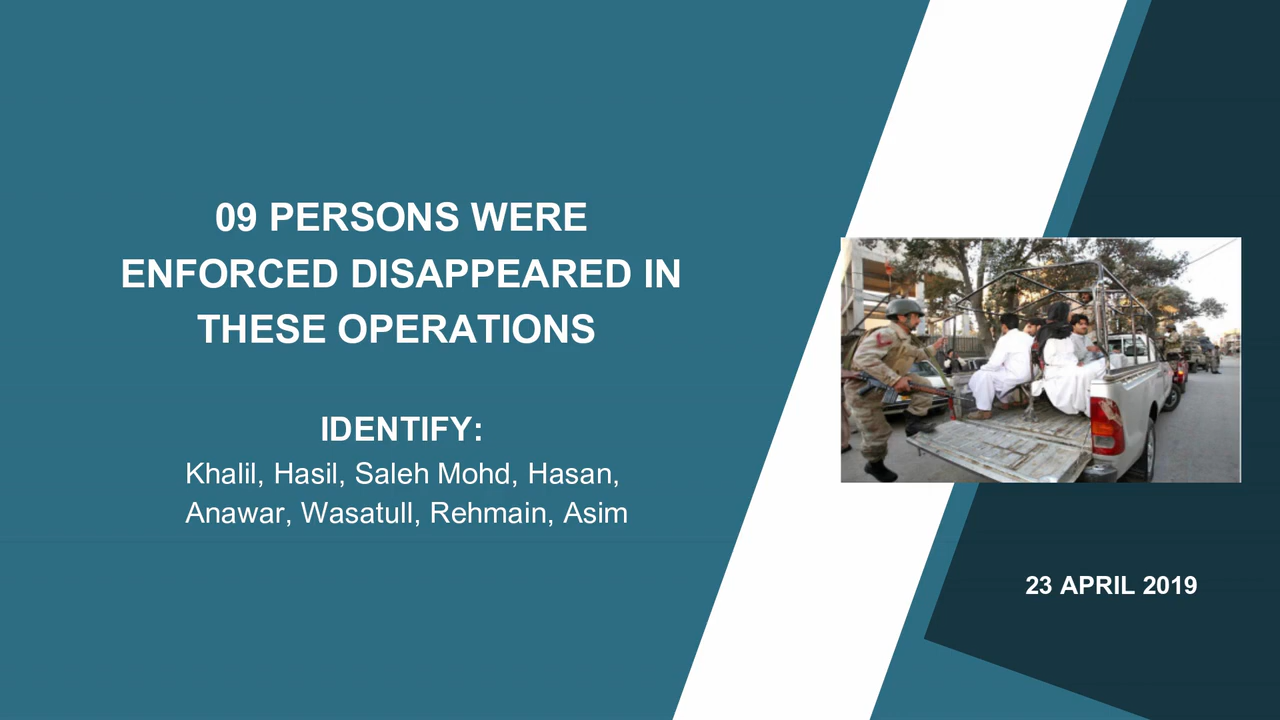 09 PERSONS WERE
ENFORCED DISAPPEARED IN
THESE OPERATIONS
IDENTIFY:
Khalil, Hasil, Saleh Mohd, Hasan,
Anawar, Wasatull, Rehmain, Asim
23 APRIL 2019